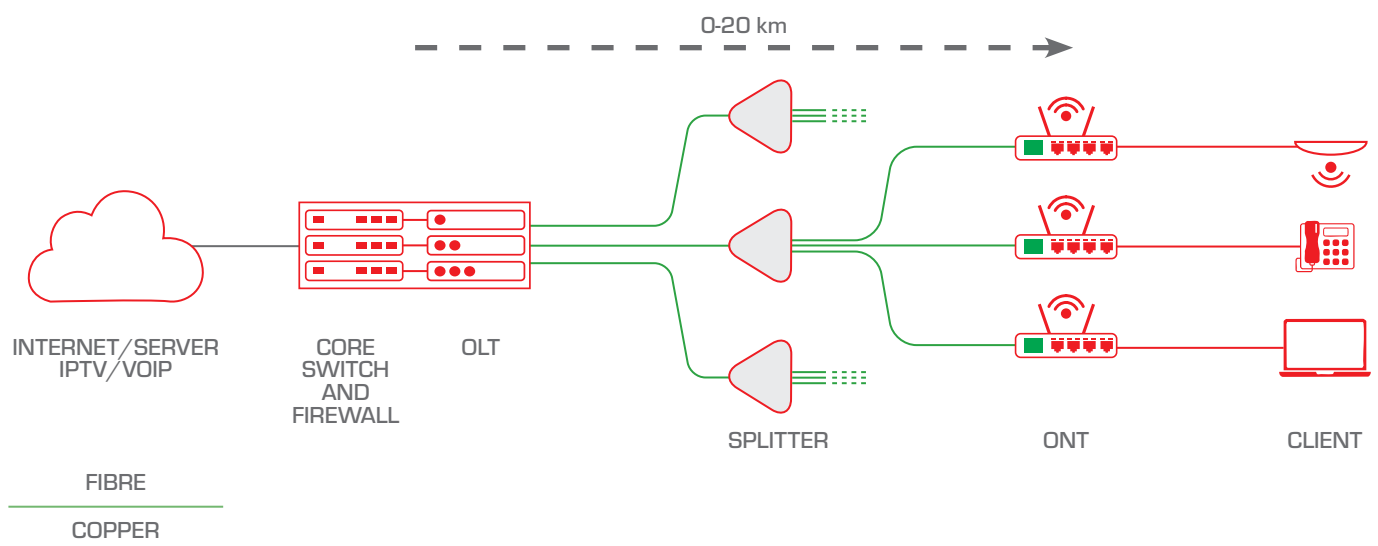 0-20 km
INTERNET/SERVER
IPTV/VOIP
CORE
SWITCH
AND
FIREWALL
OLT
SPLITTER
ONT
CLIENT
FIBRE
COPPER